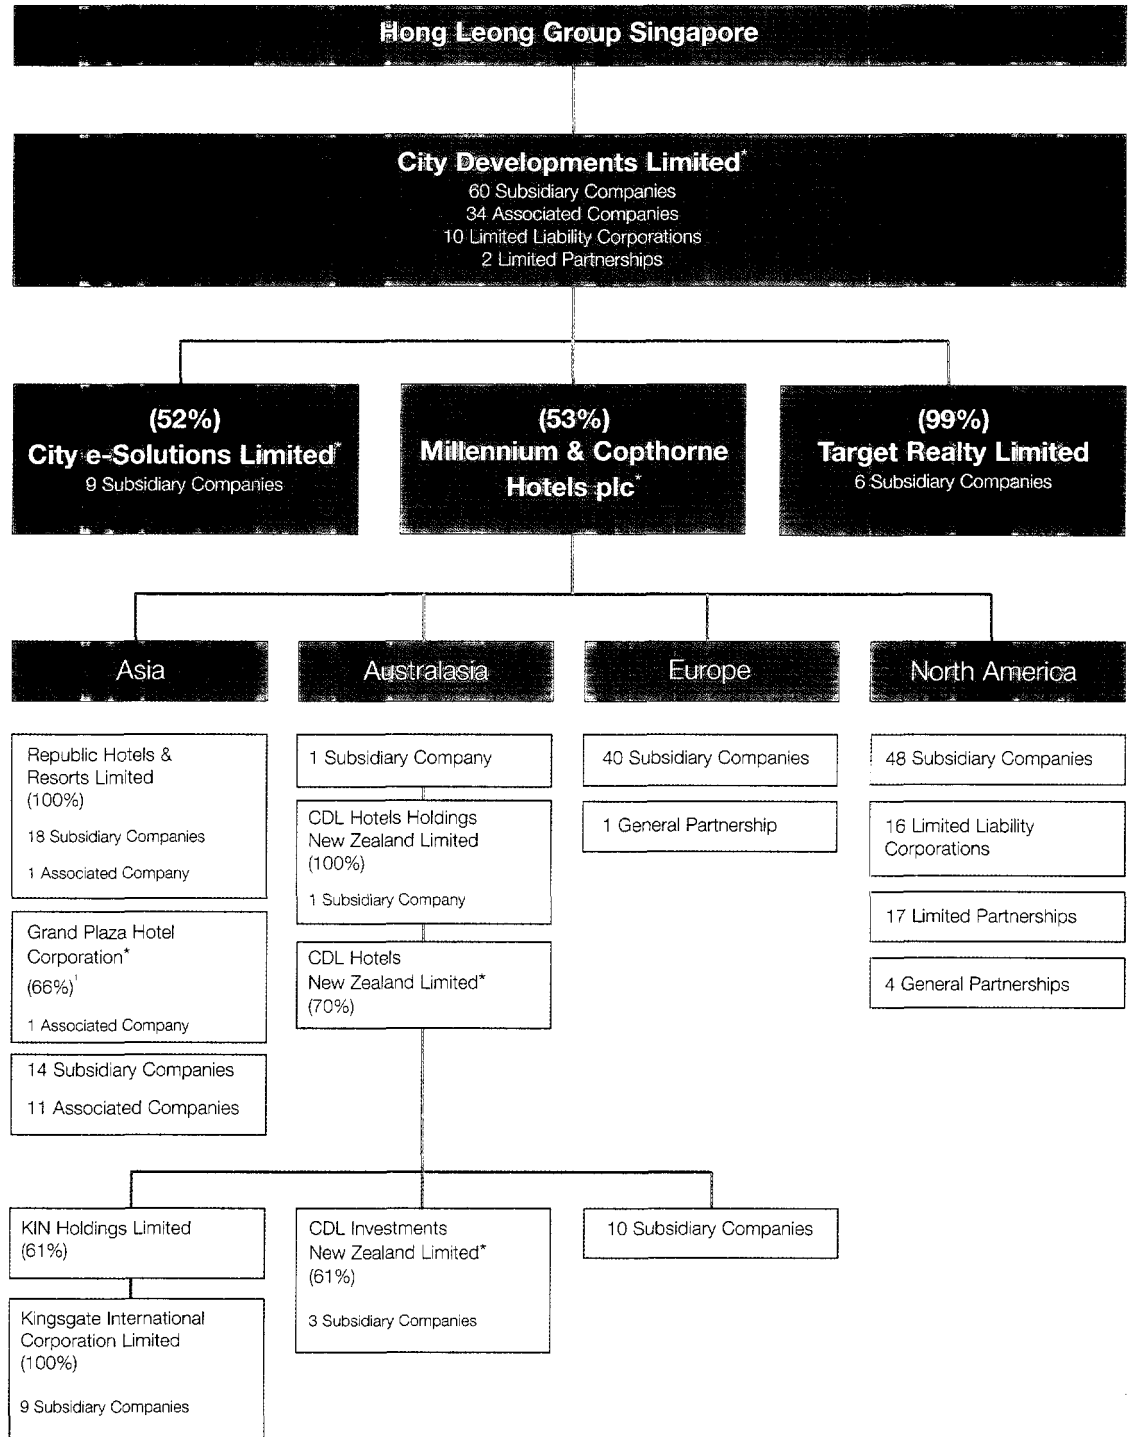 Hong Leong Group Singapore
City Developments Limited*
60 Subsidiary Companies
34 Associated Companies
10 Limited Liability Corporations
2 Limited Partnerships
(52%)
City e-Solutions Limited*
9 Subsidiary Companies
(53%)
Millennium & Copthorne
Hotels plc*
(99%)
Target Realty Limited
6 Subsidiary Companies
Asia
Republic Hotels &
Resorts Limited
(100%)
18 Subsidiary Companies
1 Associated Company
Grand Plaza Hotel
Corporation*
(66%)¹
1 Associated Company
14 Subsidiary Companies
11 Associated Companies
Australasia
1 Subsidiary Company
CDL Hotels Holdings
New Zealand Limited
(100%)
1 Subsidiary Company
CDL Hotels
New Zealand Limited*
(70%)
Europe
40 Subsidiary Companies
1 General Partnership
North America
48 Subsidiary Companies
16 Limited Liability
Corporations
17 Limited Partnerships
4 General Partnerships
KIN Holdings Limited
(61%)
Kingsgate International
Corporation Limited
(100%)
9 Subsidiary Companies
CDL Investments
New Zealand Limited*
(61%)
3 Subsidiary Companies
10 Subsidiary Companies